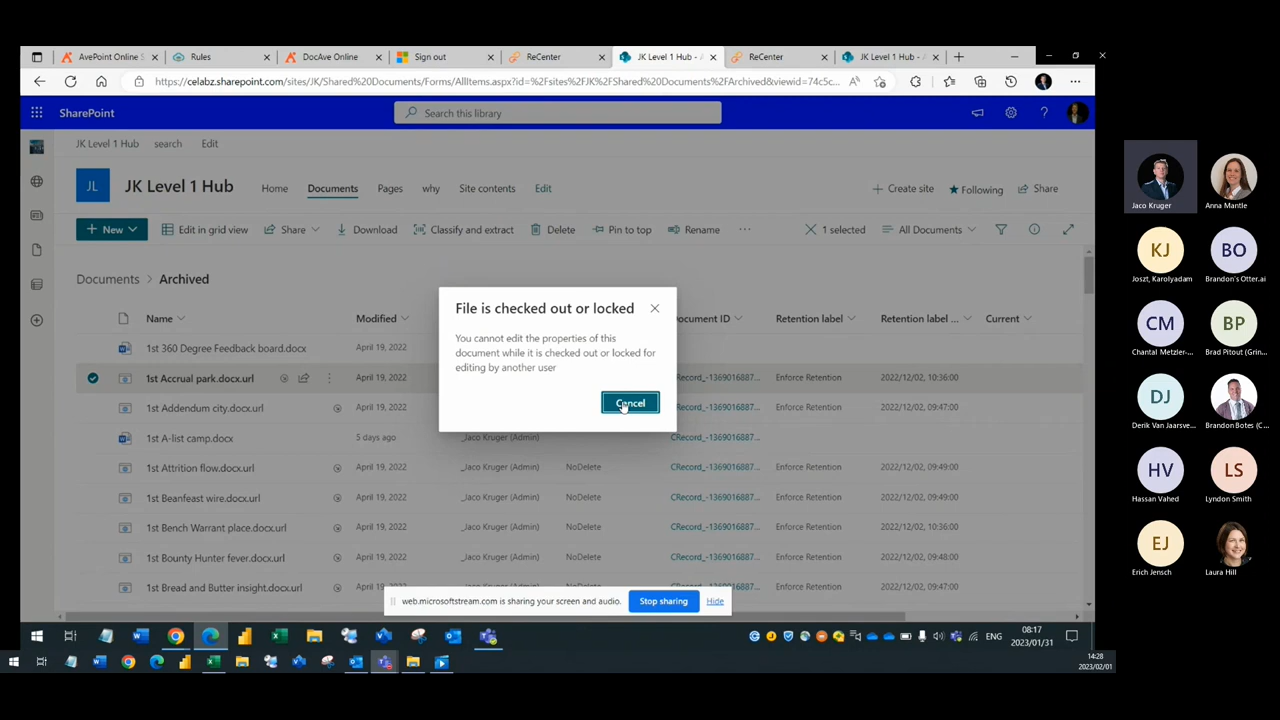 AvePoint Online S
Rules
DocAve Online
Sign out
ReCenter
JK Level 1 Hub -
ReCenter
JK Level 1 Hub -
https://celabz.sharepoint.com/sites/JK/Shared%20Documents/Forms/AllItems.aspx?id=%2Fsites%2FJK%2FShared%20Documents%2FArchived&viewid=74c5c...
SharePoint
Search this library
JK Level 1 Hub search Edit
JL
JK Level 1 Hub
Home Documents Pages why Site contents Edit
Create site Following Share
New Edit in grid view Share Download Classify and extract Delete Pin to top Rename ··· 1 selected All Documents
Documents > Archived
Name Modified ocument ID Retention label Retention label ... Current
1st 360 Degree Feedback board.docx April 19, 2022
1st Accrual park.docx.url April 19, 2022 CRecord_-1369016887... Enforce Retention 2022/12/02, 10:36:00
1st Addendum city.docx.url April 19, 2022 CRecord_-1369016887... Enforce Retention 2022/12/02, 09:47:00
1st A-list camp.docx 5 days ago _Jaco Kruger (Admin) CRecord_-1369016887...
1st Attrition flow.docx.url April 19, 2022 _Jaco Kruger (Admin) NoDelete CRecord_-1369016887... Enforce Retention 2022/12/02, 09:49:00
1st Beanfeast wire.docx.url April 19, 2022 _Jaco Kruger (Admin) NoDelete CRecord_-1369016887... Enforce Retention 2022/12/02, 09:49:00
1st Bench Warrant place.docx.url April 19, 2022 _Jaco Kruger (Admin) NoDelete CRecord_-1369016887... Enforce Retention 2022/12/02, 10:36:00
1st Bounty Hunter fever.docx.url April 19, 2022 _Jaco Kruger (Admin) NoDelete CRecord_-1369016887... Enforce Retention 2022/12/02, 09:48:00
1st Bread and Butter insight.docx.url April 19, 2022 _Jaco Kruger (Admin) NoDelete CRecord_-1369016887... Enforce Retention 2022/12/02, 09:47:00
File is checked out or locked
You cannot edit the properties of this
document while it is checked out or locked for
editing by another user
Cancel
web.microsoftstream.com is sharing your screen and audio. Stop sharing Hide
ENG
08:17
2023/01/31
14:28
2023/02/01
Jaco Kruger
Anna Mantle
KJ
Joszt, Karolyadam
BO
Brandon's Otter.ai
CM
Chantal Metzler-...
BP
Brad Pitout (Grin...
DJ
Derik Van Jaarsve...
Brandon Botes (C...
HV
Hassan Vahed
LS
Lyndon Smith
EJ
Erich Jensch
Laura Hill